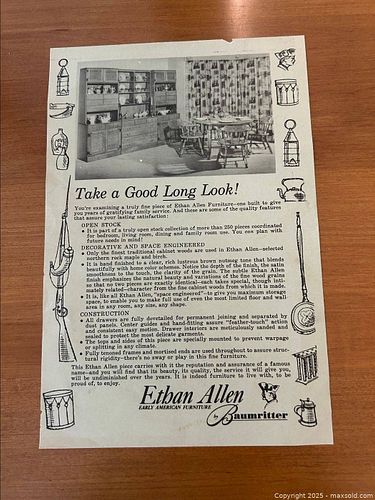 Take a Good Long Look!
You're examining a truly fine piece of Ethan Allen Furniture—one built to give
you years of gratifying family service. And these are some of the quality features
that assure your lasting satisfaction:
OPEN STOCK
• It is part of a truly open stock collection of more than 250 pieces coordinated
for bedroom, living room, dining and family room use. You can plan with
future needs in mind!
DECORATIVE AND SPACE ENGINEERED
• Only the finest traditional cabinet woods are used in Ethan Allen—selected
northern rock maple and birch.
• It is hand finished to a clear, rich lustrous brown nutmeg tone that blends
beautifully with home color schemes. Notice the depth of the finish, the satin
smoothness to the touch, the clarity of the grain. The subtle Ethan Allen
finish emphasizes the natural beauty and variations of the fine wood grains
so that no two pieces are exactly identical—each takes special, though inti-
mately related—character from the fine cabinet woods from which it is made.
• It is, like all Ethan Allen, "space engineered"—to give you maximum storage
space, to enable you to make full use of even the most limited floor and wall
area in any room, any size, any shape.
CONSTRUCTION
• All drawers are fully dovetailed for permanent joining and separated by
dust panels. Center guides and hand-fitting assure "feather-touch" action
and consistent easy motion. Drawer interiors are meticulously sanded and
sealed to protect the most delicate garments.
• The tops and sides of this piece are specially mounted to prevent warpage
or splitting in any climate.
• Fully tenoned frames and mortised ends are used throughout to assure struc-
tural rigidity—there's no sway or play in this fine furniture.
This Ethan Allen piece carries with it the reputation and assurance of a famous
name—and you will find that its beauty, its quality, the service it will give you,
will be undiminished over the years. It is indeed furniture to live with, to be
proud of, to enjoy.
Ethan Allen
EARLY AMERICAN FURNITURE
by Baumritter
Copyright 2025 - maxsold.com